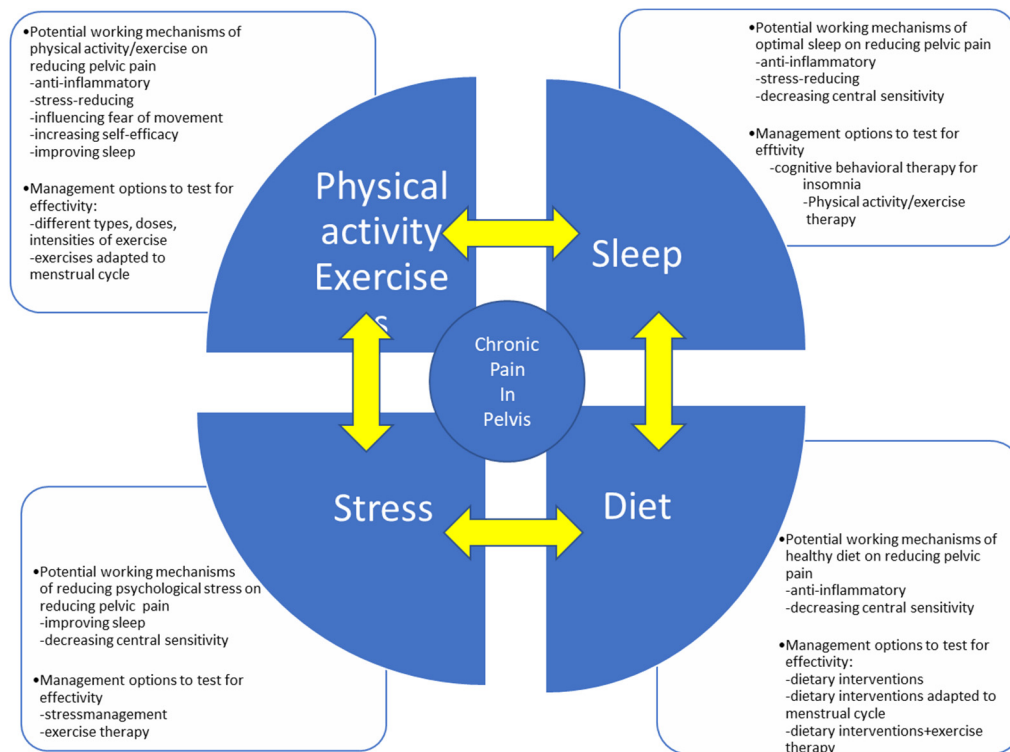 •Potential working mechanisms of
physical activity/exercise on
reducing pelvic pain
-anti-inflammatory
-stress-reducing
-influencing fear of movement
-increasing self-efficacy
-improving sleep
•Management options to test for
effectivity:
-different types, doses,
intensities of exercise
-exercises adapted to
menstrual cycle
•Potential working mechanisms of
optimal sleep on reducing pelvic pain
-anti-inflammatory
-stress-reducing
-decreasing central sensitivity
•Management options to test for
efftivity
-cognitive behavioral therapy for
insomnia
-Physical activity/exercise
therapy
Physical
activity
Exercise
s
Sleep
Chronic
Pain
In
Pelvis
Stress
Diet
•Potential working mechanisms
of reducing psychological stress on
reducing pelvic pain
-improving sleep
-decreasing central sensitivity
•Management options to test for
effectivity
-stressmanagement
-exercise therapy
•Potential working mechanisms of
healthy diet on reducing pelvic
pain
-anti-inflammatory
-decreasing central sensitivity
•Management options to test for
effectivity:
-dietary interventions
-dietary interventions adapted to
menstrual cycle
-dietary interventions+exercise
therapy